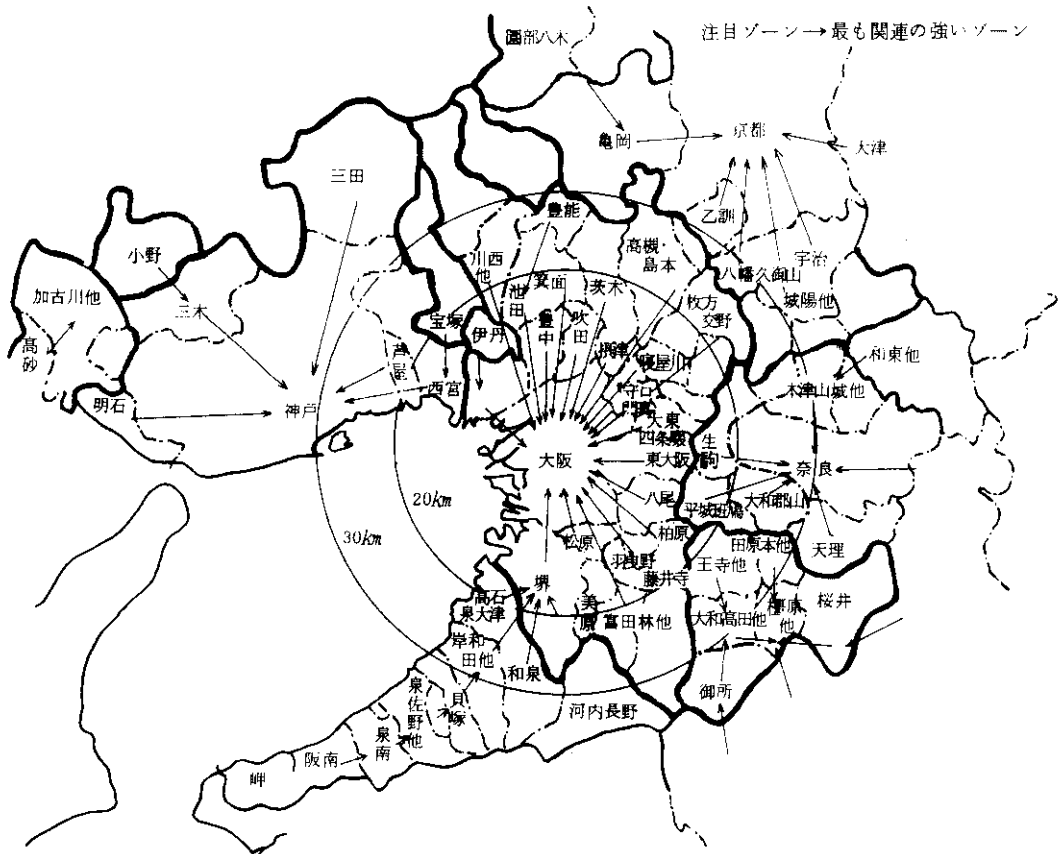 注目ゾーン→最も関連の強いゾーン
園部八木
亀岡
京都
大津
三田
豊能
乙訓
高槻・
島本
八幡久御山
宇治
小野
川西
他
池田
箕面
茨木
枚方
交野
城陽他
加古川他
三木
宝塚
伊丹
豊中
吹田
摂津
寝屋川
和東他
高砂
芦屋
西宮
守口
門真
木津山城他
明石
神戸
大東
四条畷
生駒
大阪
東大阪
奈良
20km
30km
八尾
平城斑鳩
大和郡山
松原
柏原
田原本他
天理
羽曳野
藤井寺
王寺他
堺
高石
泉大津
美原
富田林他
大和高田他
橿原
他
桜井
岸和
田他
和泉
御所
貝塚
泉佐野他
河内長野
泉南
阪南
岬